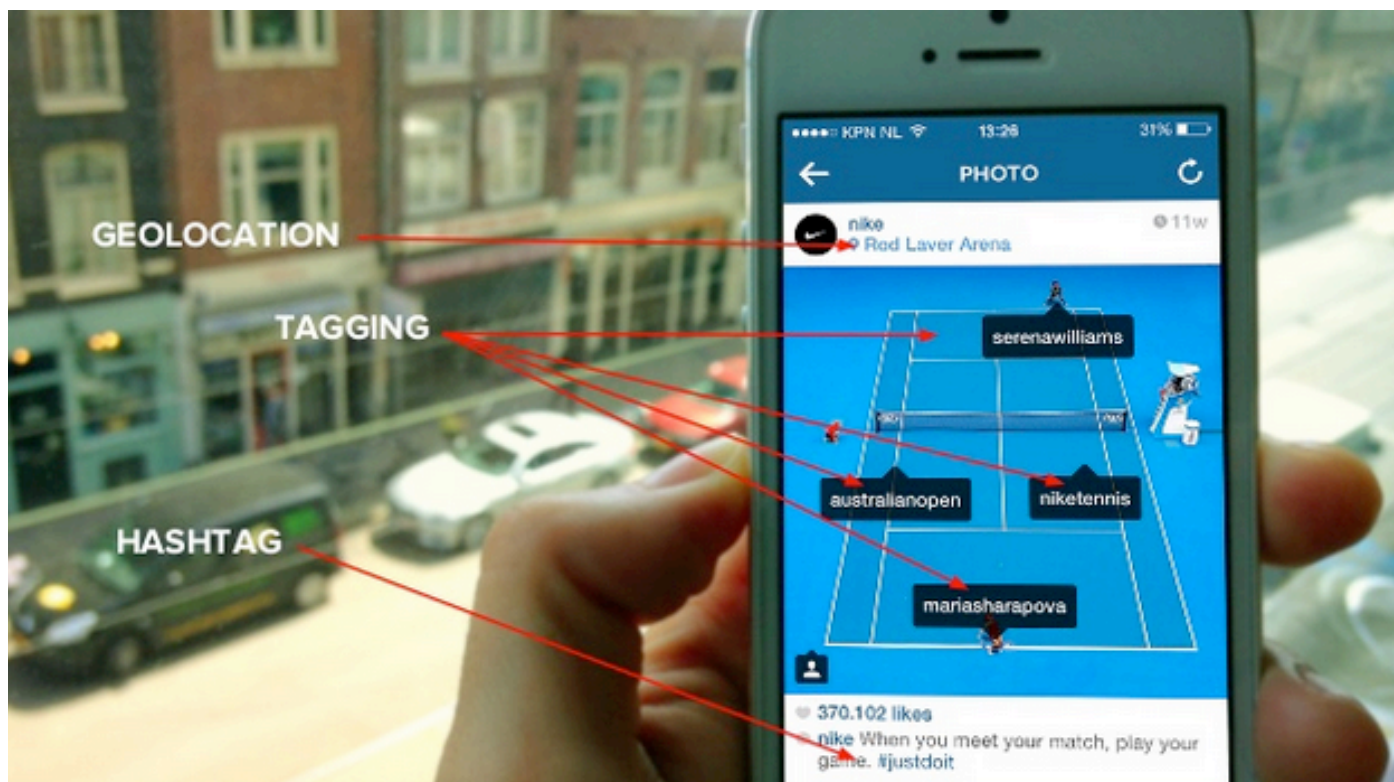 KPN NL 13:26 31%
PHOTO
nike 11w
GEOLOCATION
Rod Laver Arena
TAGGING
serenawilliams
australianopen niketennis
HASHTAG
mariasharapova
370.102 likes
nike When you meet your match, play your
game. #justdoit